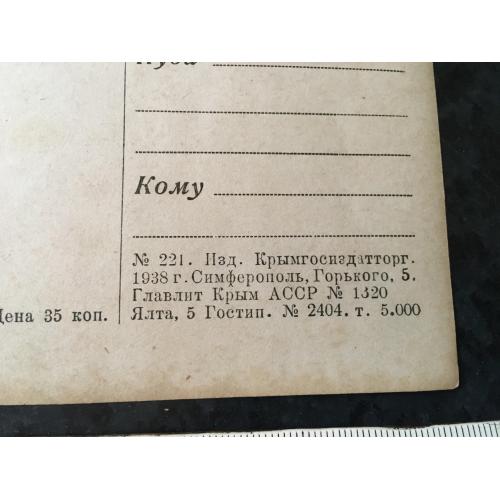 Куда
Кому
№ 221. Изд. Крымгосиздатторг.
1938 г. Симферополь, Горького, 5.
Главлит Крым АССР № 1320
Ялта, 5 Гостип. № 2404. т. 5.000
Цена 35 коп.